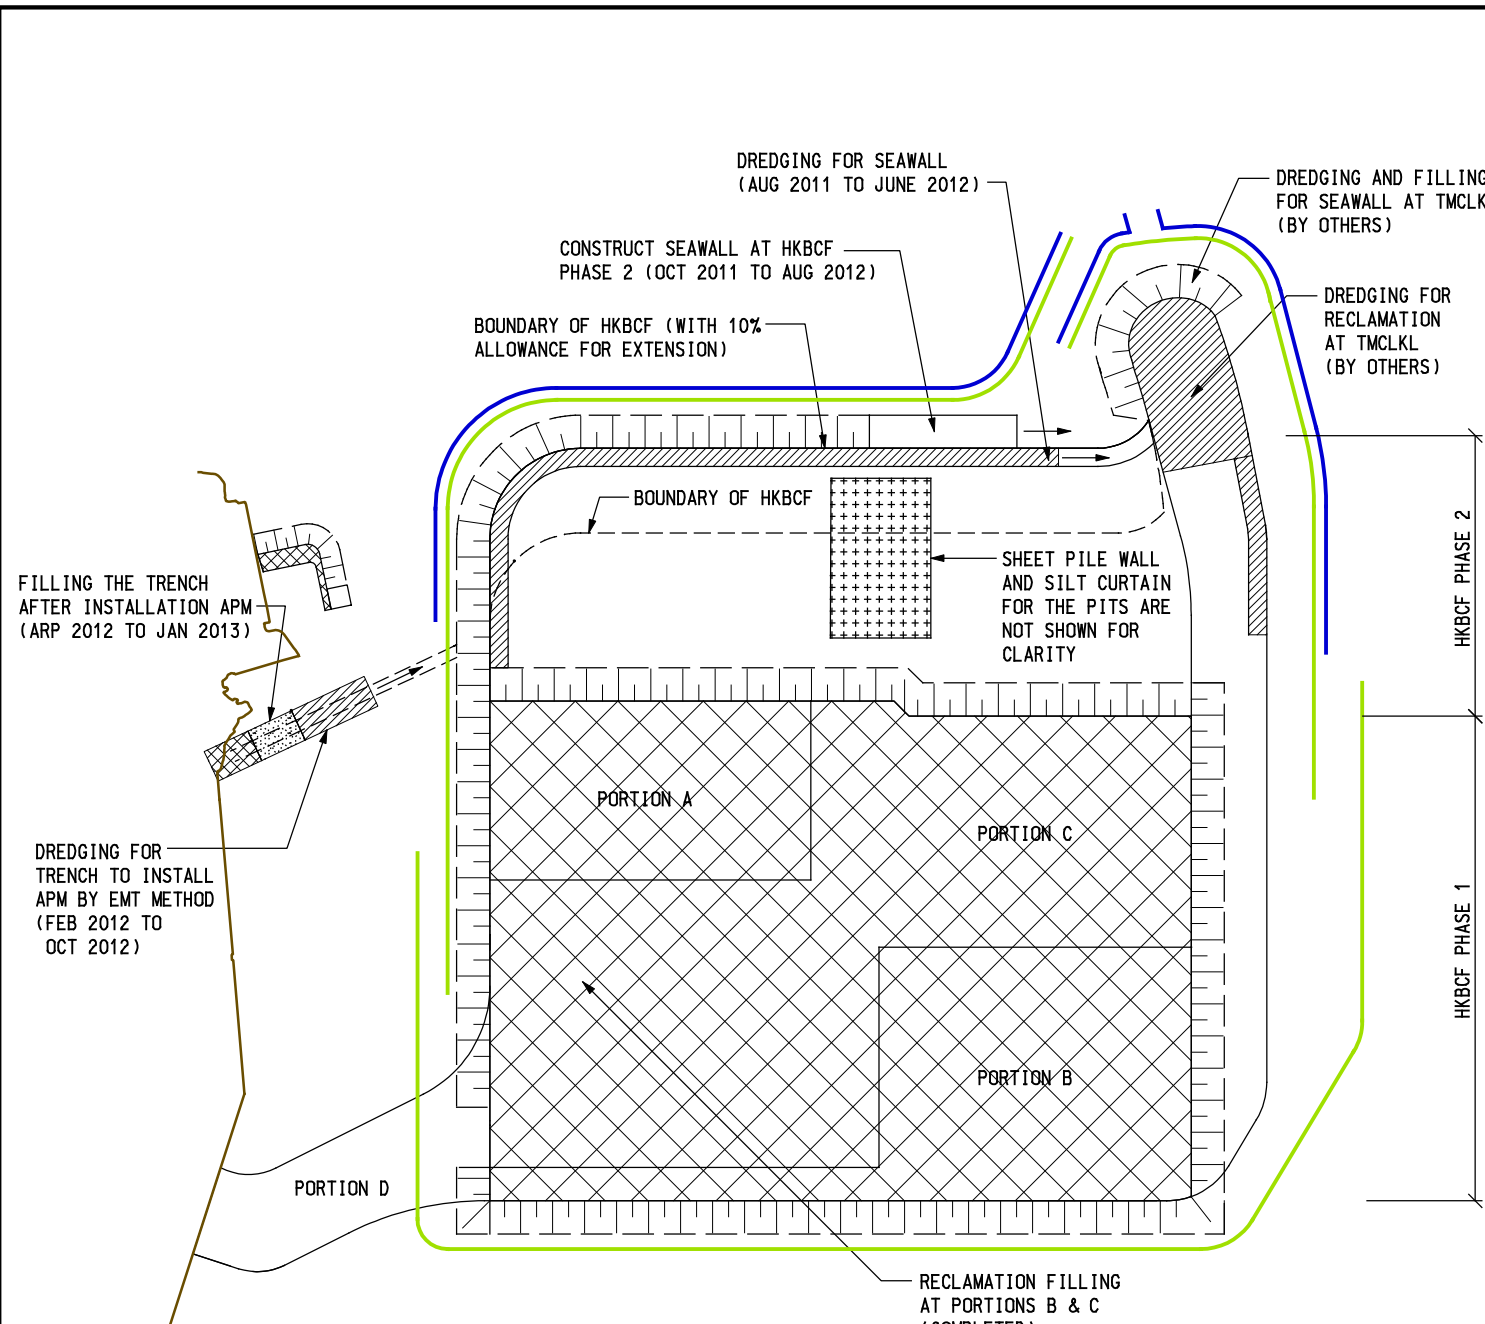 DREDGING FOR SEAWALL
(AUG 2011 TO JUNE 2012)
DREDGING AND FILLING
FOR SEAWALL AT TMCLK
(BY OTHERS)
CONSTRUCT SEAWALL AT HKBCF
PHASE 2 (OCT 2011 TO AUG 2012)
DREDGING FOR
RECLAMATION
AT TMCLKL
(BY OTHERS)
BOUNDARY OF HKBCF (WITH 10%
ALLOWANCE FOR EXTENSION)
BOUNDARY OF HKBCF
SHEET PILE WALL
AND SILT CURTAIN
FOR THE PITS ARE
NOT SHOWN FOR
CLARITY
HKBCF PHASE 2
FILLING THE TRENCH
AFTER INSTALLATION APM
(ARP 2012 TO JAN 2013)
PORTION A
PORTION C
DREDGING FOR
TRENCH TO INSTALL
APM BY EMT METHOD
(FEB 2012 TO
OCT 2012)
HKBCF PHASE 1
PORTION B
PORTION D
RECLAMATION FILLING
AT PORTIONS B & C
(COMPLETED)